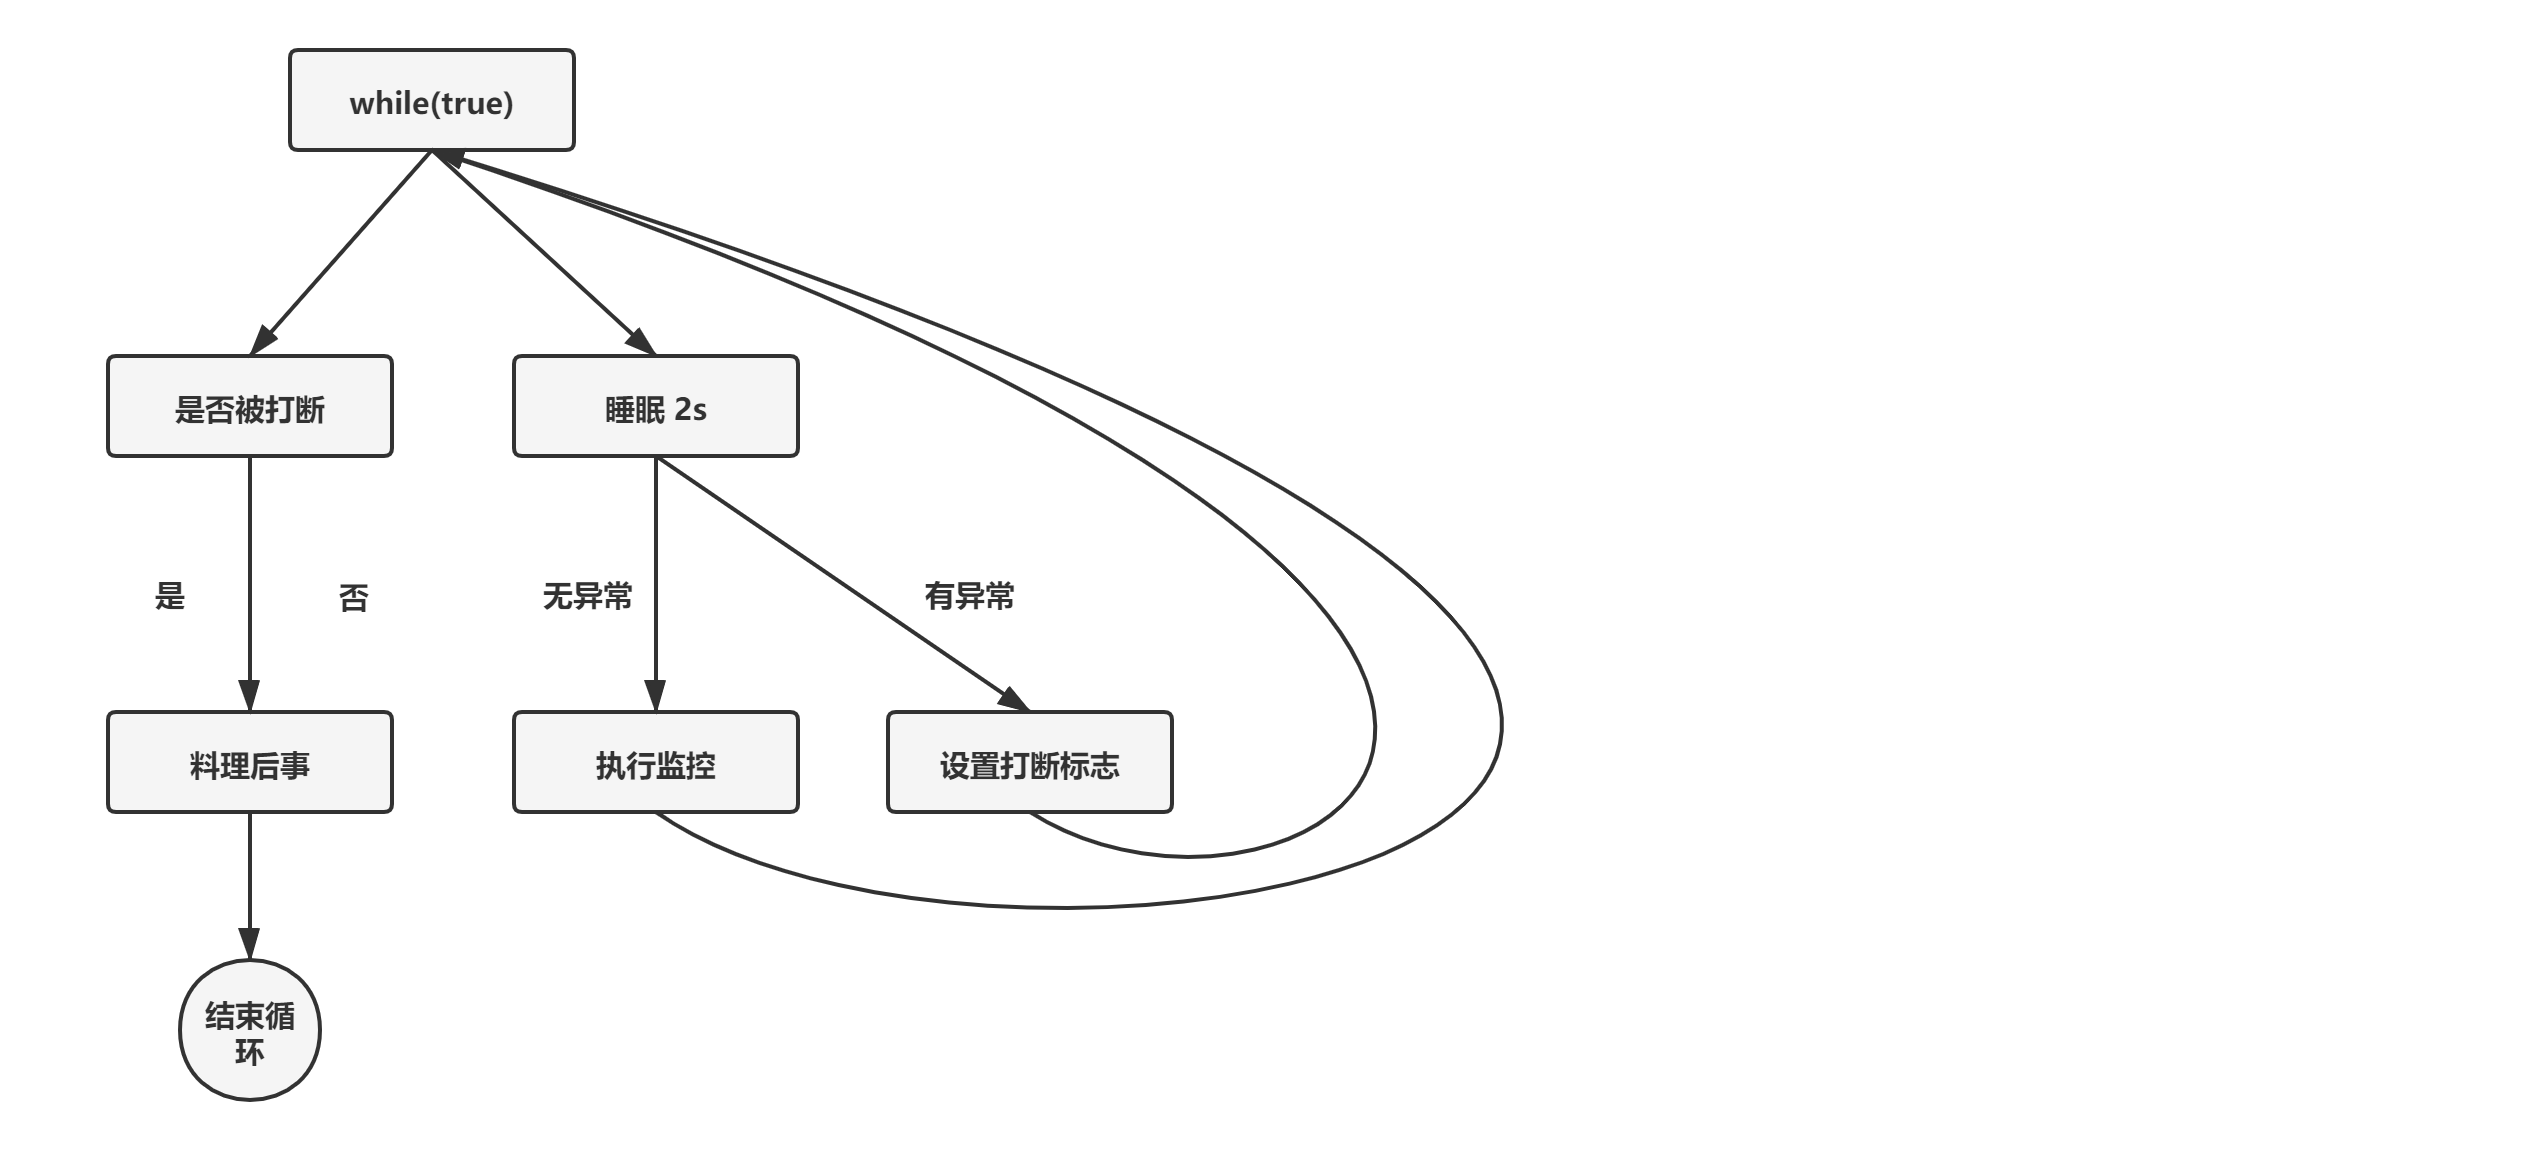 while(true)
是否被打断
睡眠 2s
是
否
无异常
有异常
料理后事
执行监控
设置打断标志
结束循
环